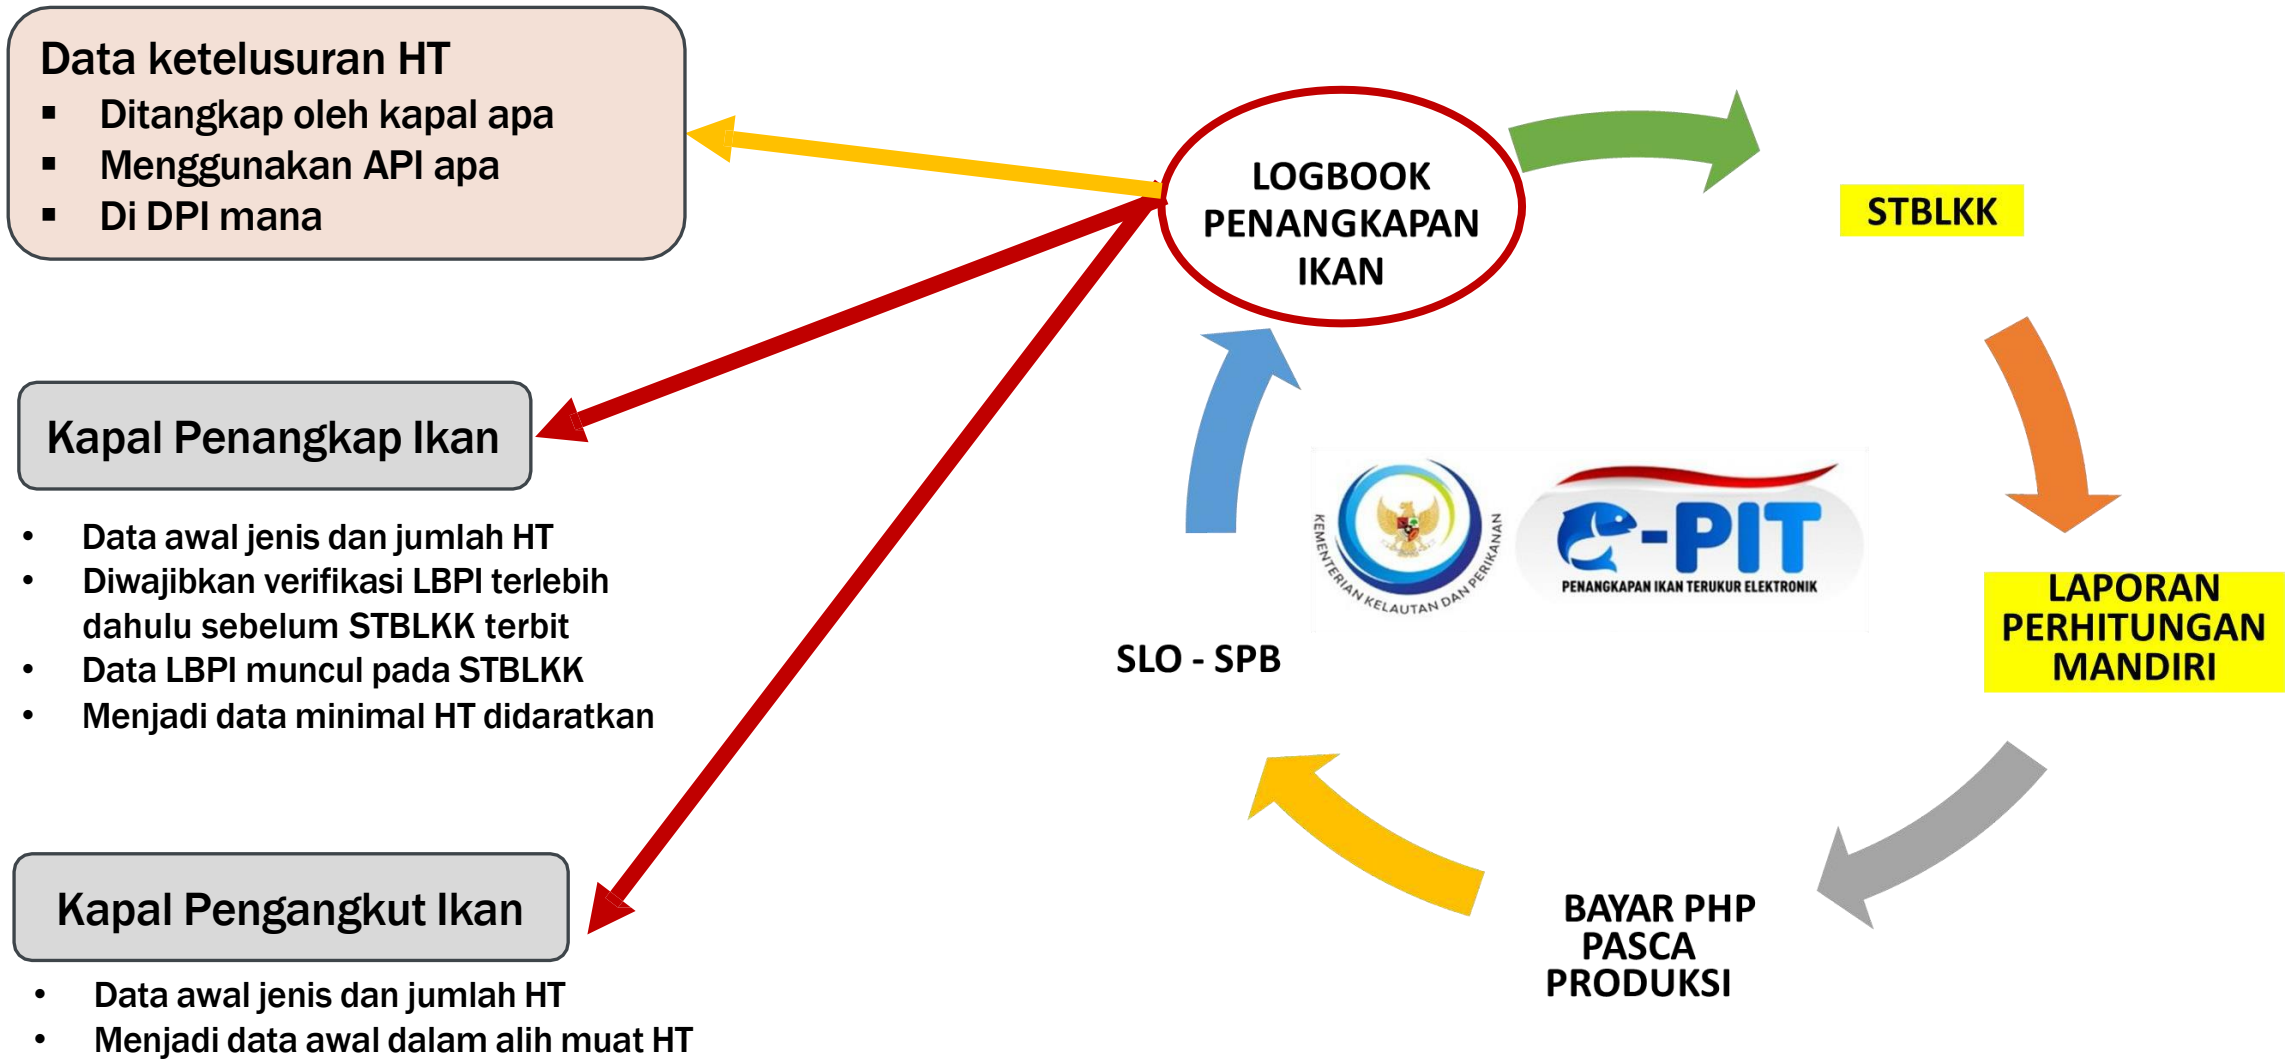 Data ketelusuran HT
▪ Ditangkap oleh kapal apa
▪ Menggunakan API apa
▪ Di DPI mana
Kapal Penangkap Ikan
• Data awal jenis dan jumlah HT
• Diwajibkan verifikasi LBPI terlebih
dahulu sebelum STBLKK terbit
• Data LBPI muncul pada STBLKK
• Menjadi data minimal HT didaratkan
Kapal Pengangkut Ikan
• Data awal jenis dan jumlah HT
• Menjadi data awal dalam alih muat HT
LOGBOOK
PENANGKAPAN
IKAN
STBLKK
LAPORAN
PERHITUNGAN
MANDIRI
BAYAR PHP
PASCA
PRODUKSI
SLO - SPB
KEMENTERIAN KELAUTAN DAN PERIKANAN
e-PIT
PENANGKAPAN IKAN TERUKUR ELEKTRONIK